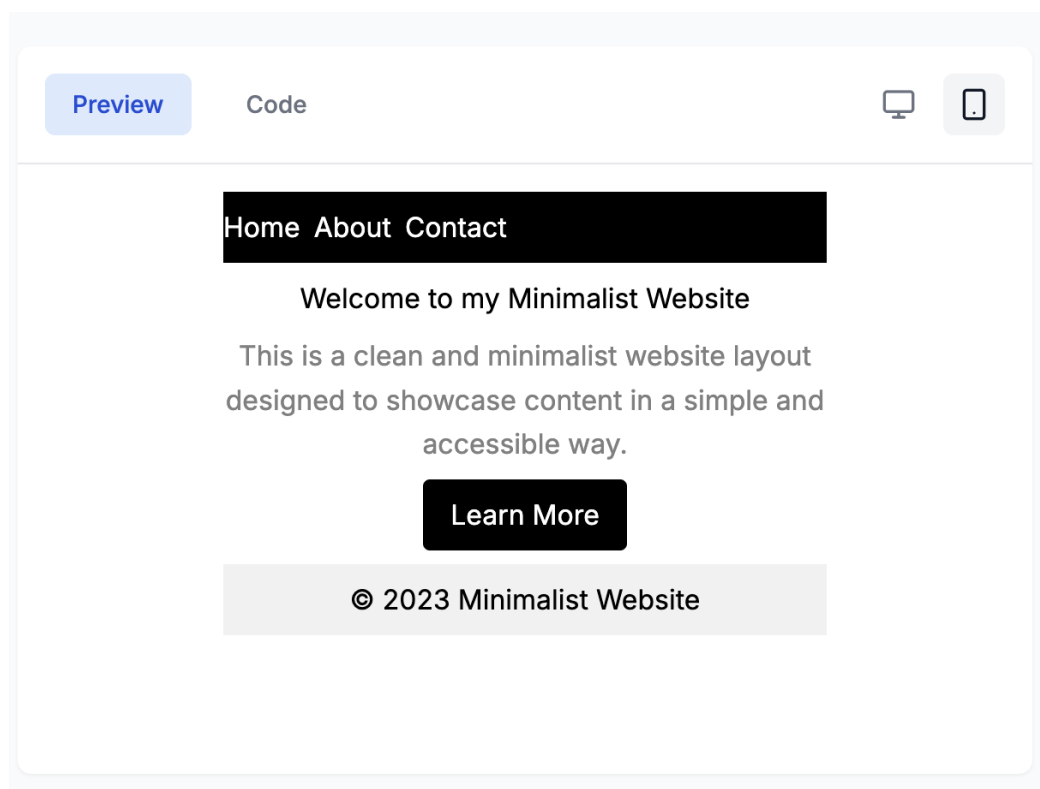 Preview Code
Home About Contact
Welcome to my Minimalist Website
This is a clean and minimalist website layout
designed to showcase content in a simple and
accessible way.
Learn More
© 2023 Minimalist Website